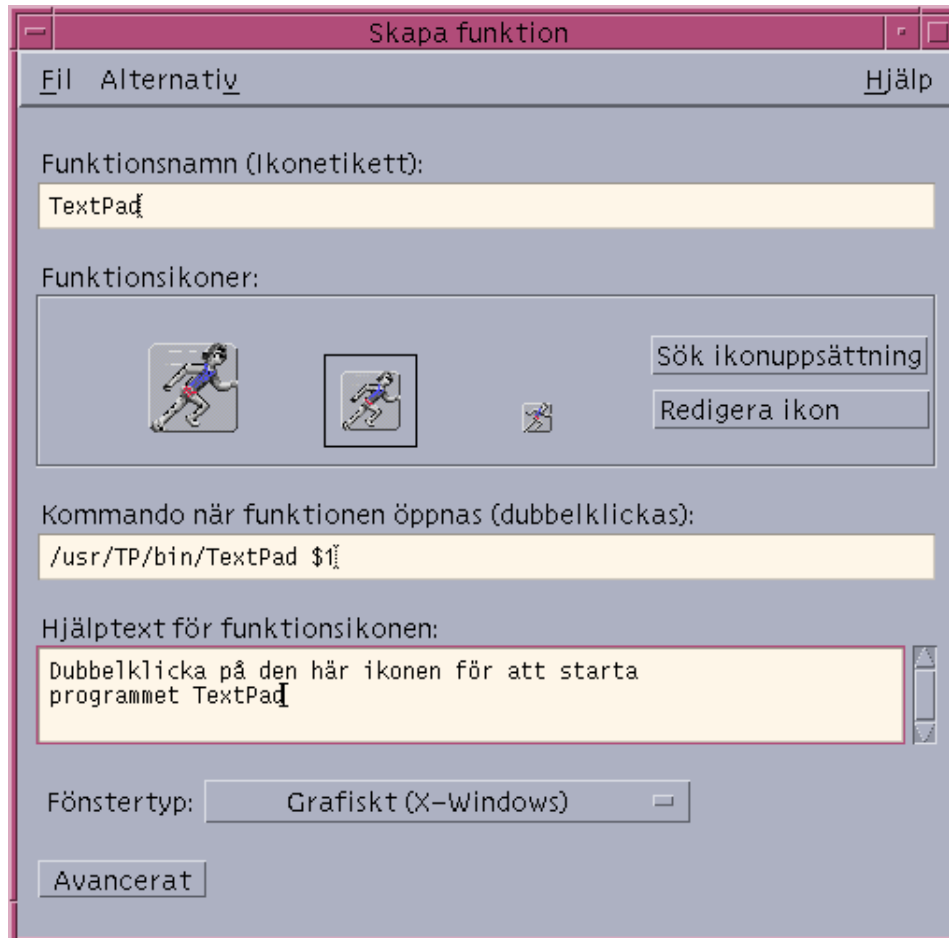 Skapa funktion
Fil Alternativ Hjälp
Funktionsnamn (Ikonetikett):
TextPad
Funktionsikoner:
Sök ikonuppsättning
Redigera ikon
Kommando när funktionen öppnas (dubbelklickas):
/usr/TP/bin/TextPad $1
Hjälptext för funktionsikonen:
Dubbelklicka på den här ikonen för att starta
programmet TextPad
Fönstertyp: Grafiskt (X-Windows)
Avancerat